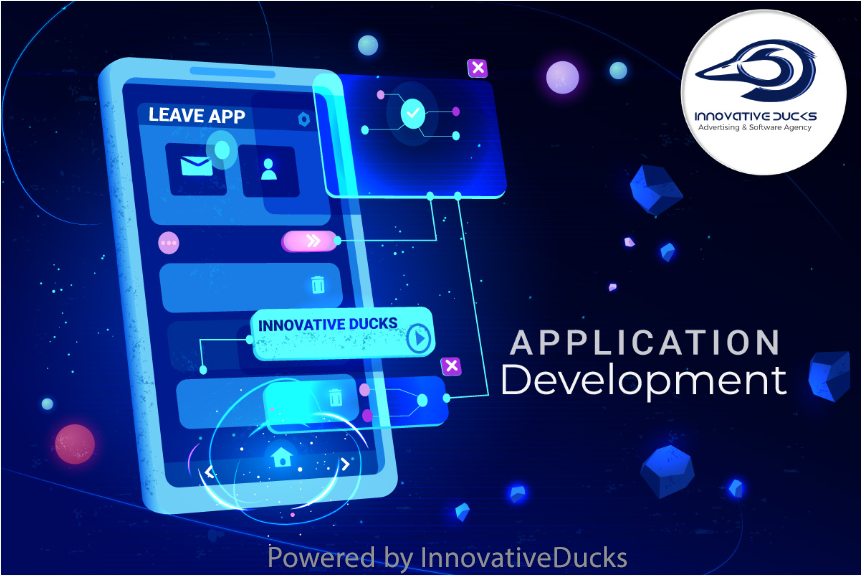 LEAVE APP
INNOVATIVE DUCKS
Advertising & Software Agency
INNOVATIVE DUCKS
APPLICATION
Development
Powered by InnovativeDucks